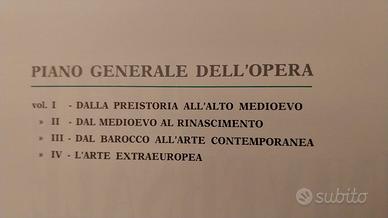 PIANO GENERALE DELL'OPERA
vol. I - DALLA PREISTORIA ALL'ALTO MEDIOEVO
» II - DAL MEDIOEVO AL RINASCIMENTO
» III - DAL BAROCCO ALL'ARTE CONTEMPORANEA
» IV - L'ARTE EXTRAEUROPEA
subito